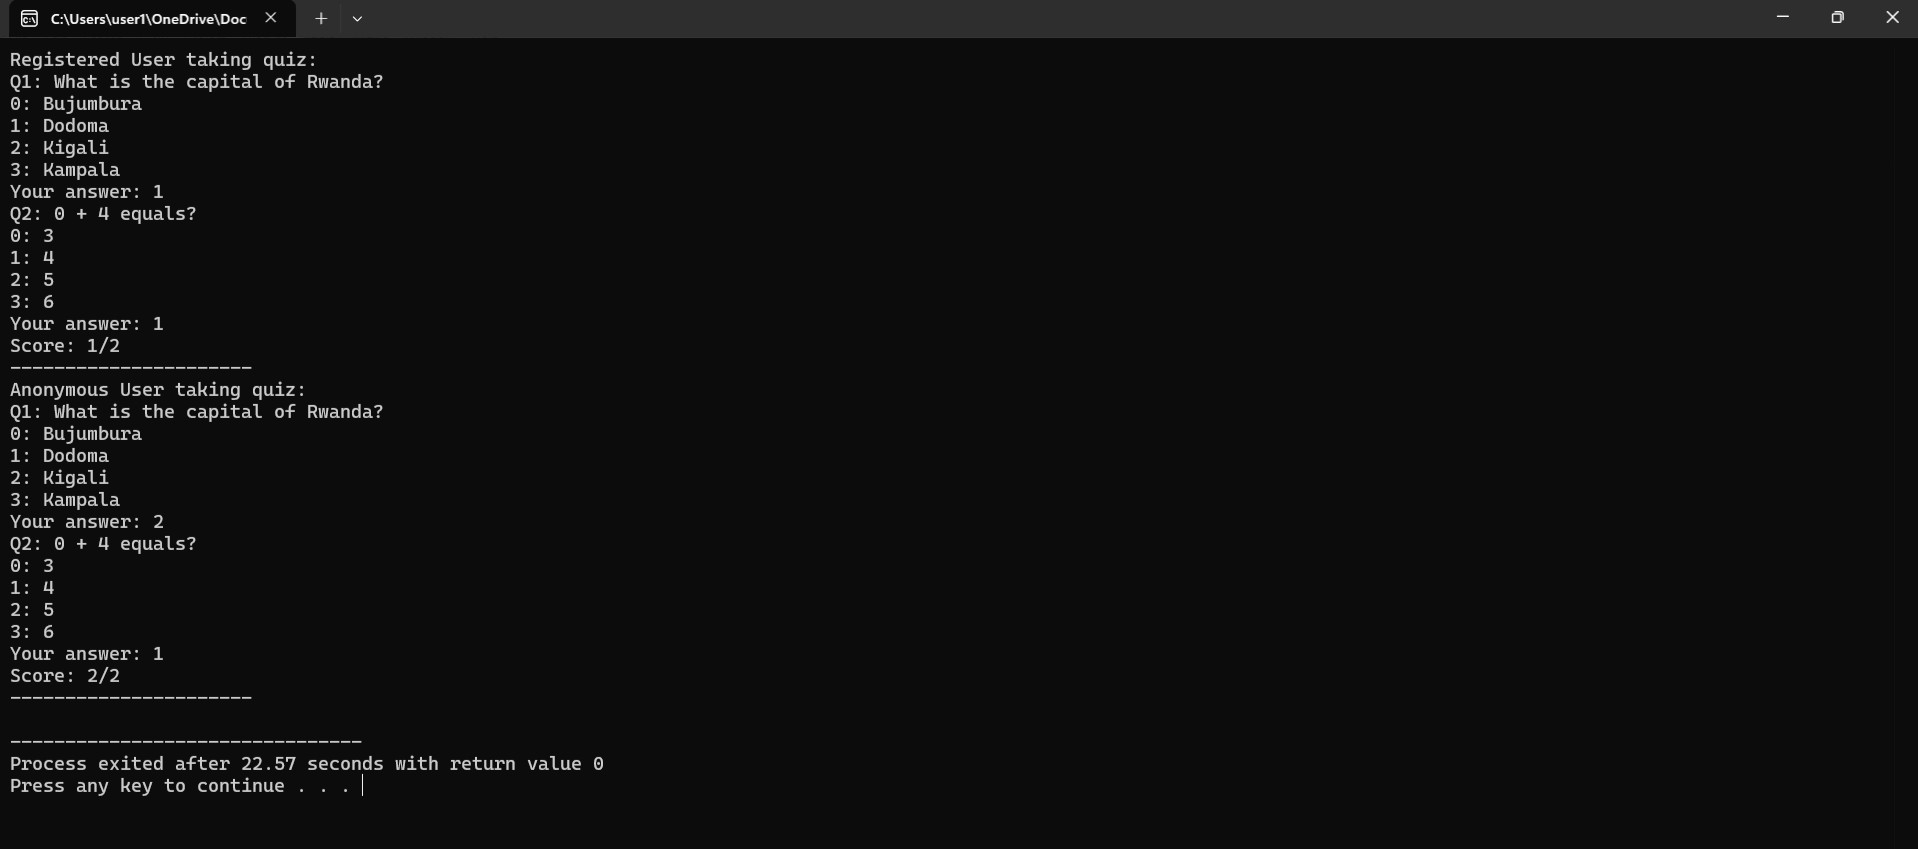 C:\Users\user1\OneDrive\Doc
Registered User taking quiz:
Q1: What is the capital of Rwanda?
0: Bujumbura
1: Dodoma
2: Kigali
3: Kampala
Your answer: 1
Q2: 0 + 4 equals?
0: 3
1: 4
2: 5
3: 6
Your answer: 1
Score: 1/2
----------------------
Anonymous User taking quiz:
Q1: What is the capital of Rwanda?
0: Bujumbura
1: Dodoma
2: Kigali
3: Kampala
Your answer: 2
Q2: 0 + 4 equals?
0: 3
1: 4
2: 5
3: 6
Your answer: 1
Score: 2/2
----------------------
--------------------------------
Process exited after 22.57 seconds with return value 0
Press any key to continue . . .